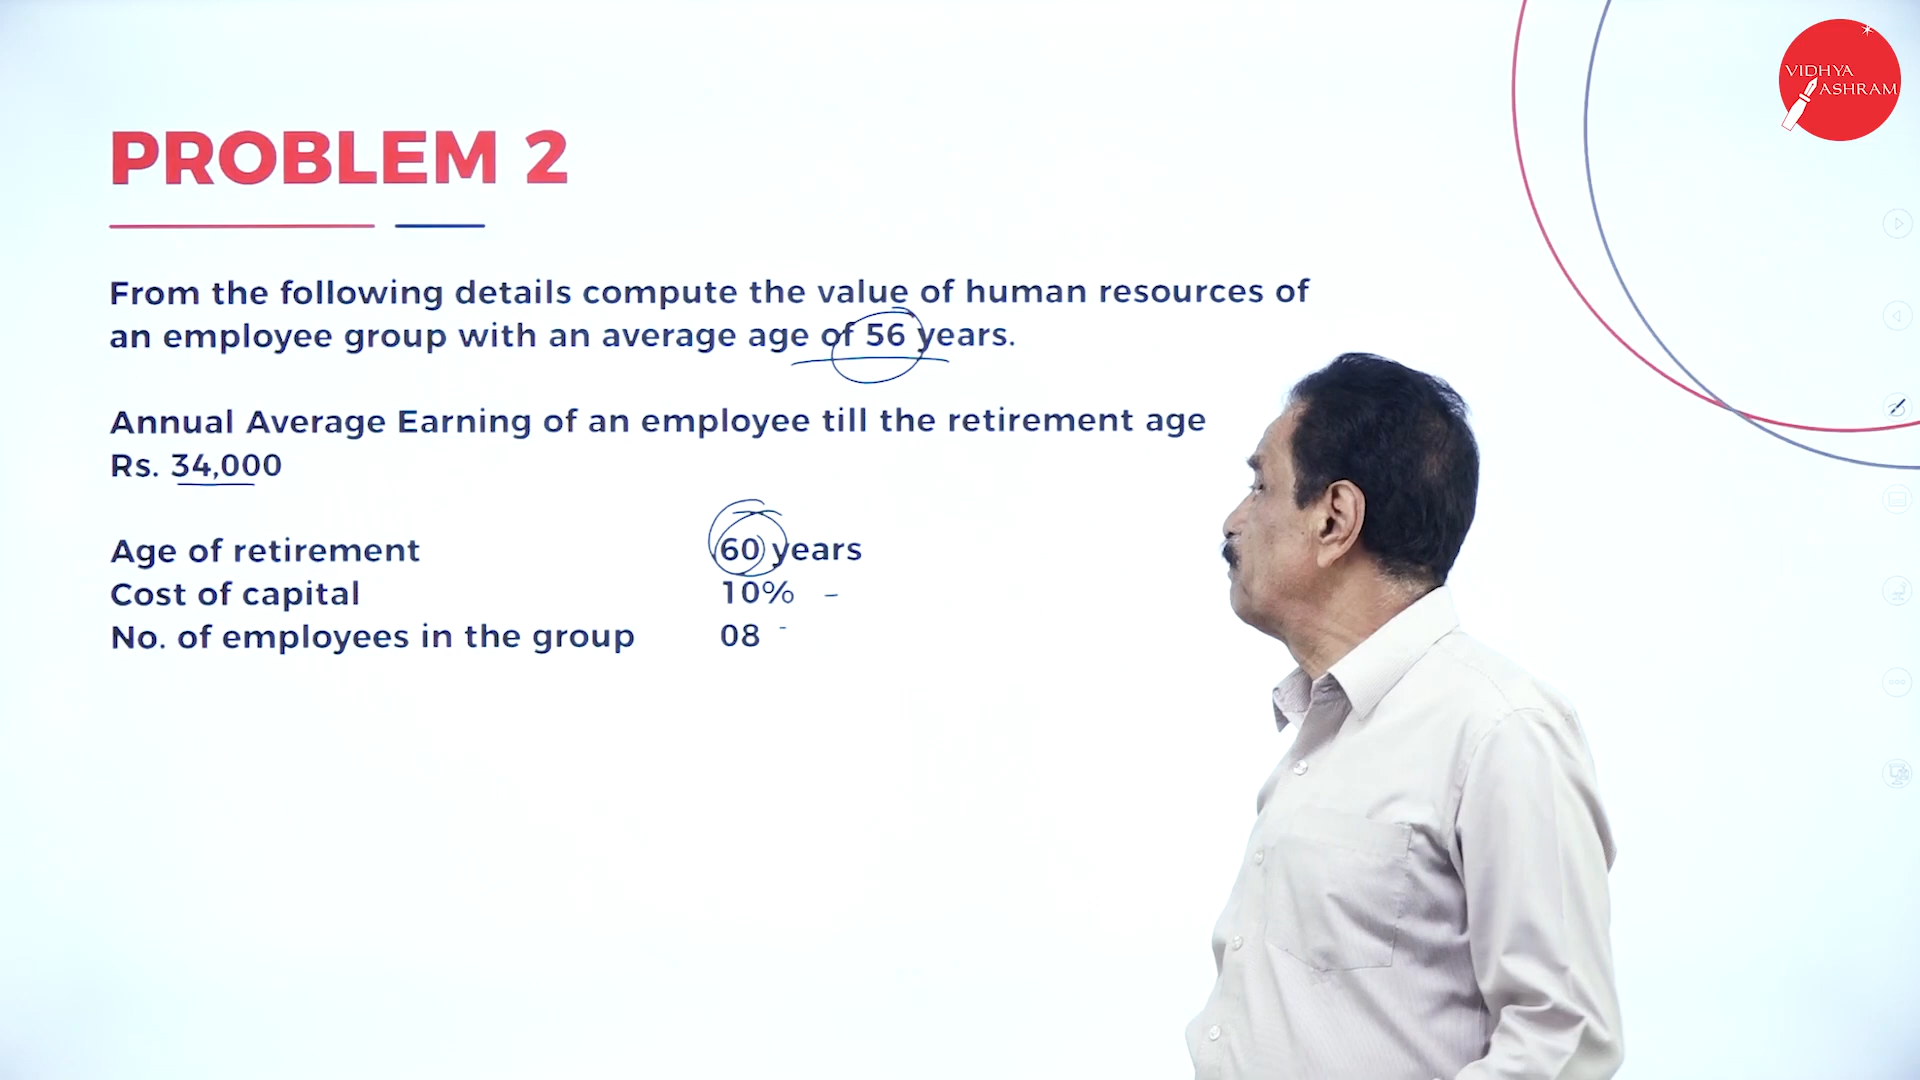 VIDHYA
ASHRAM
PROBLEM 2
From the following details compute the value of human resources of
an employee group with an average age of 56 years.
Annual Average Earning of an employee till the retirement age
Rs. 34,000
Age of retirement 60 years
Cost of capital 10%
No. of employees in the group 08